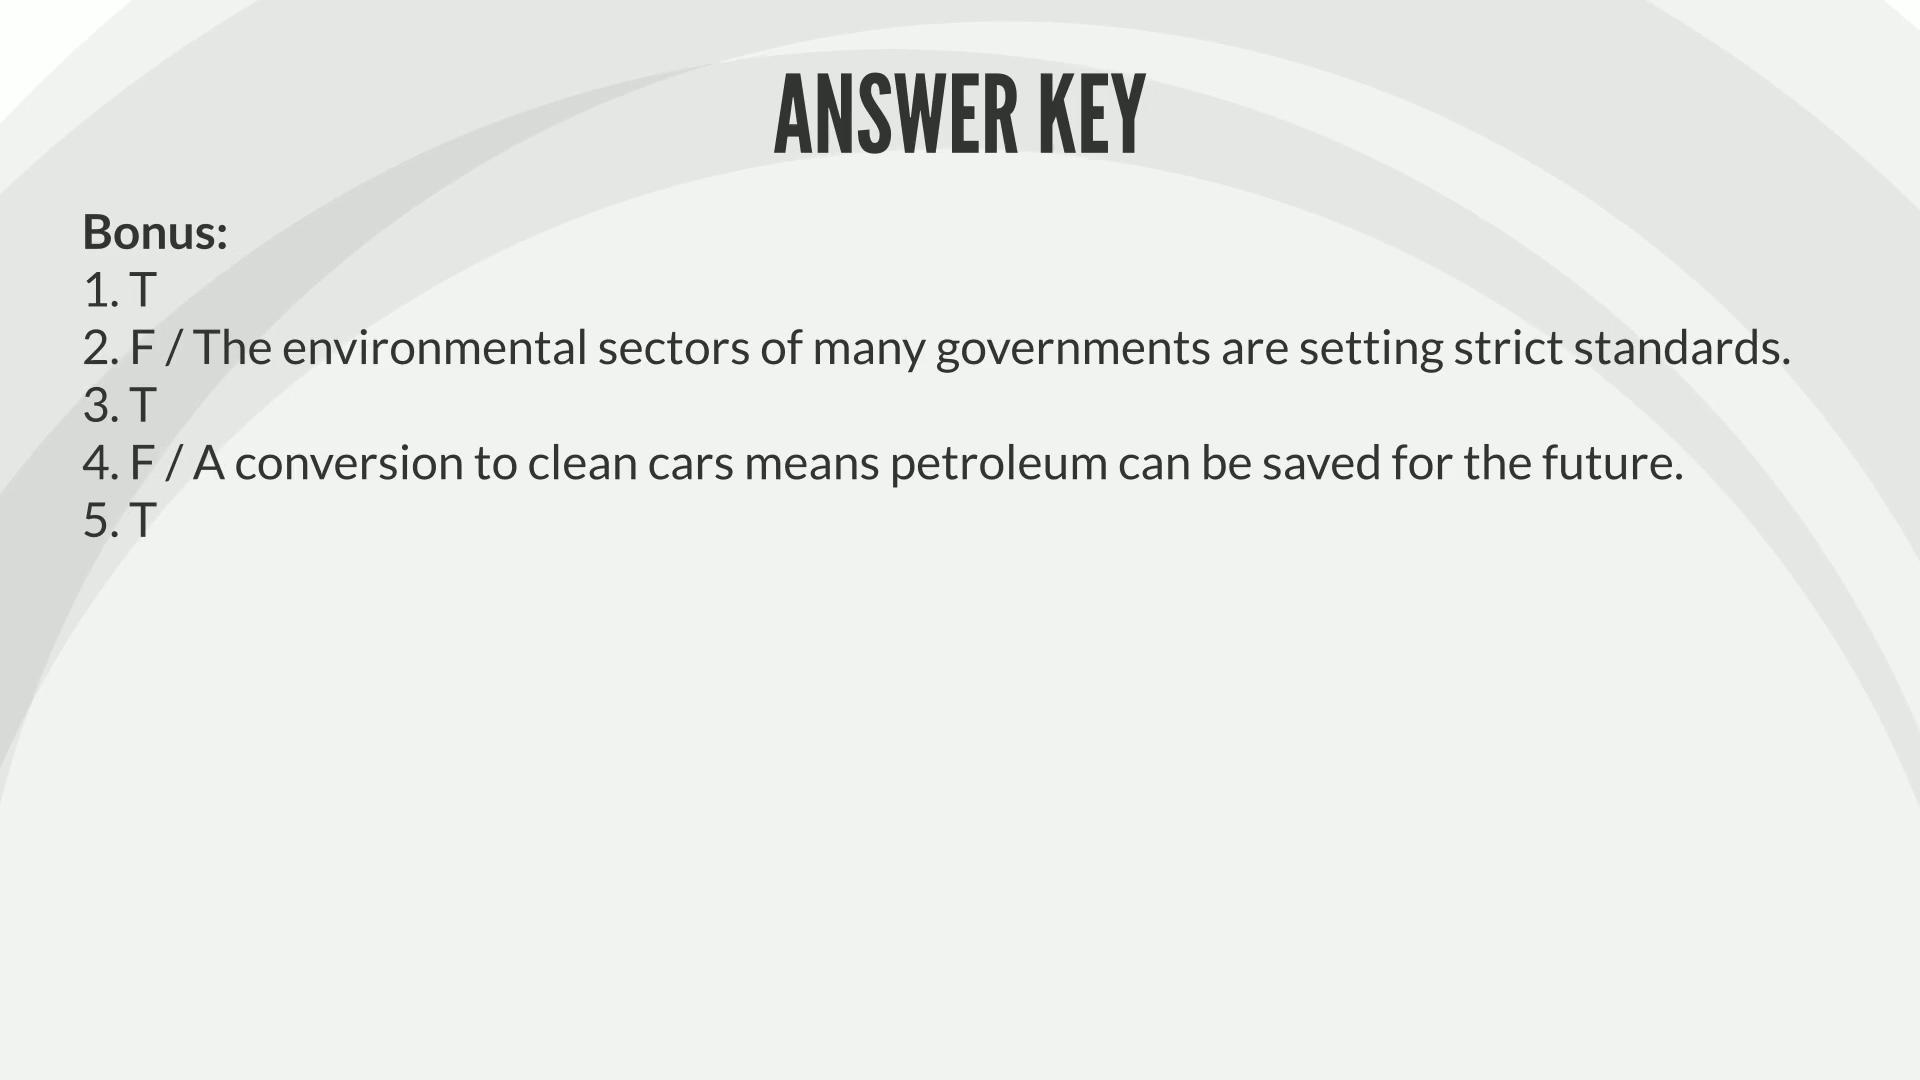 ANSWER KEY
Bonus:
1. T
2. F / The environmental sectors of many governments are setting strict standards.
3. T
4. F / A conversion to clean cars means petroleum can be saved for the future.
5. T